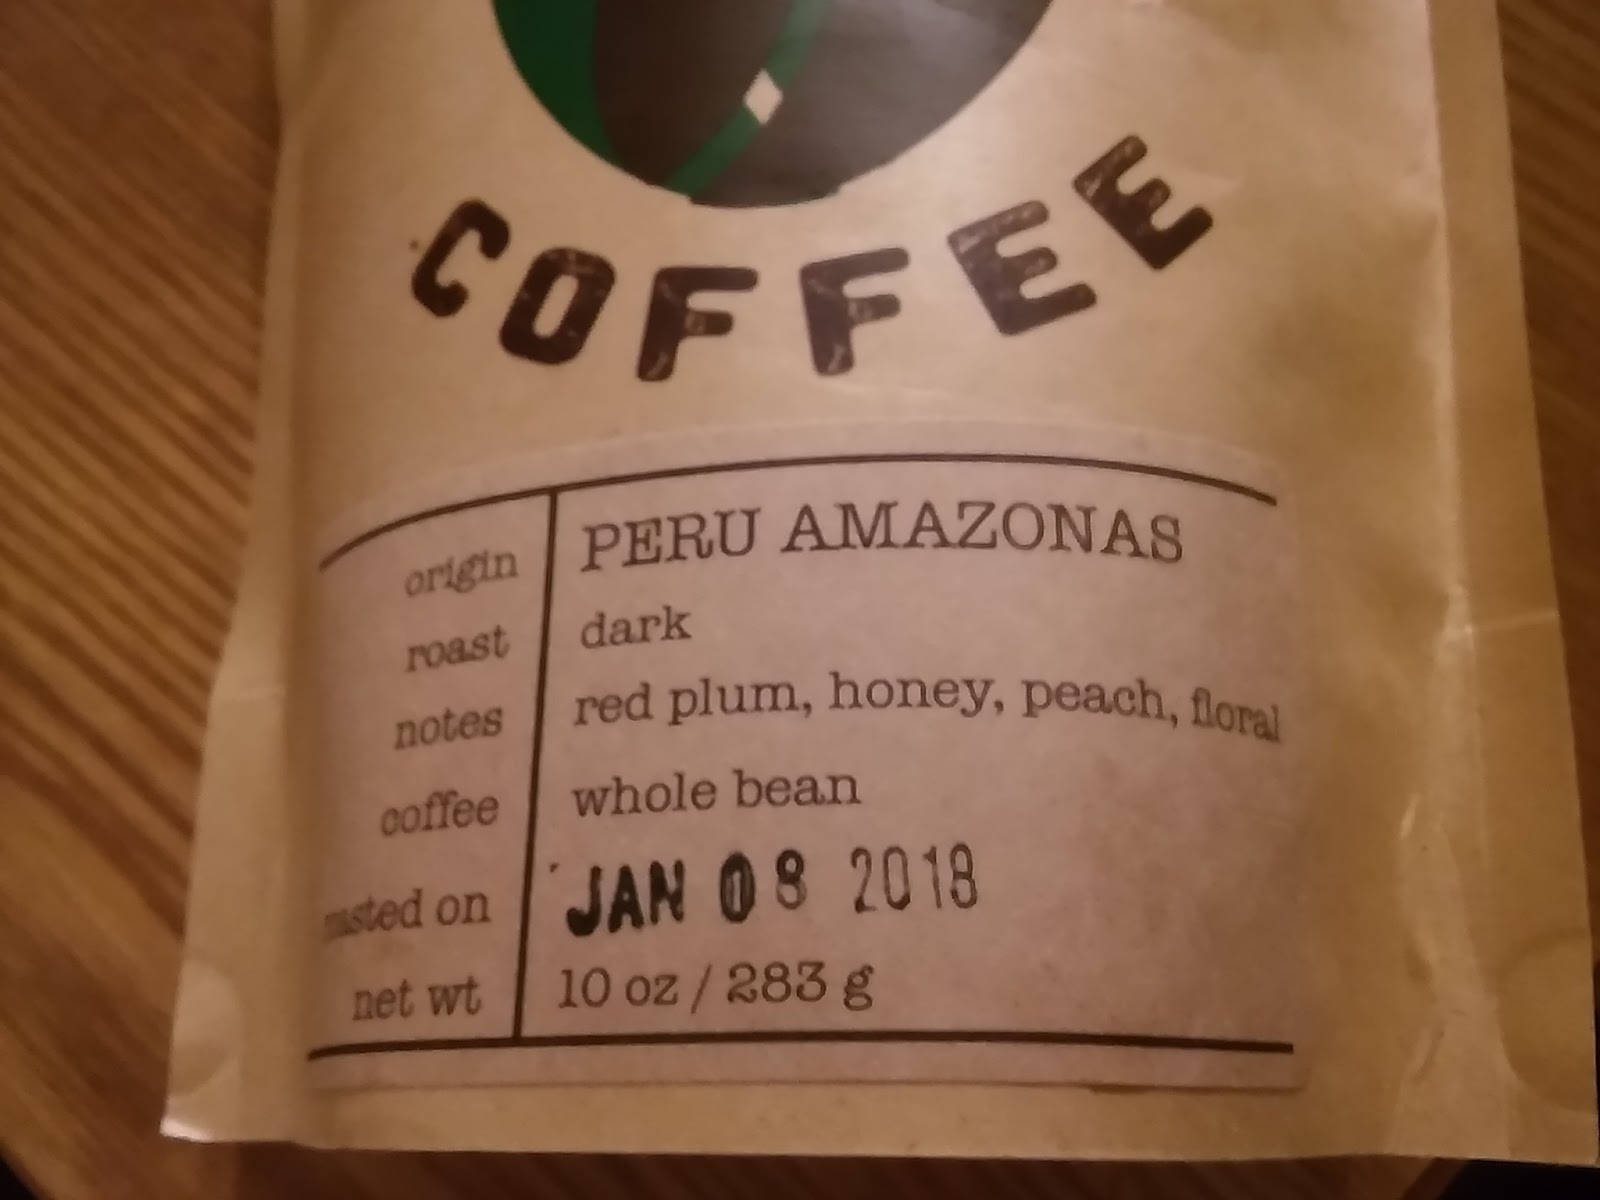 COFFEE
origin PERU AMAZONAS
roast dark
notes red plum, honey, peach, floral
coffee whole bean
on JAN 08 2018
net wt 10 oz / 283 g